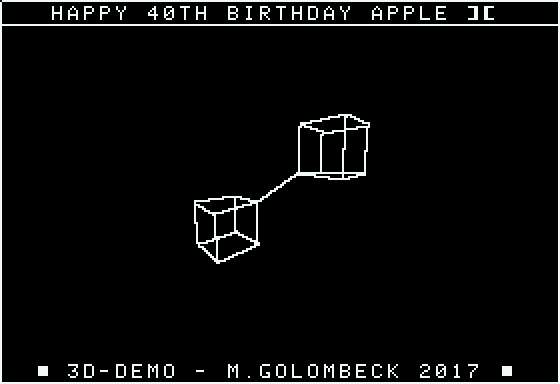 HAPPY 40TH BIRTHDAY APPLE ][
■ 3D-DEMO - M.GOLOMBECK 2017 ■